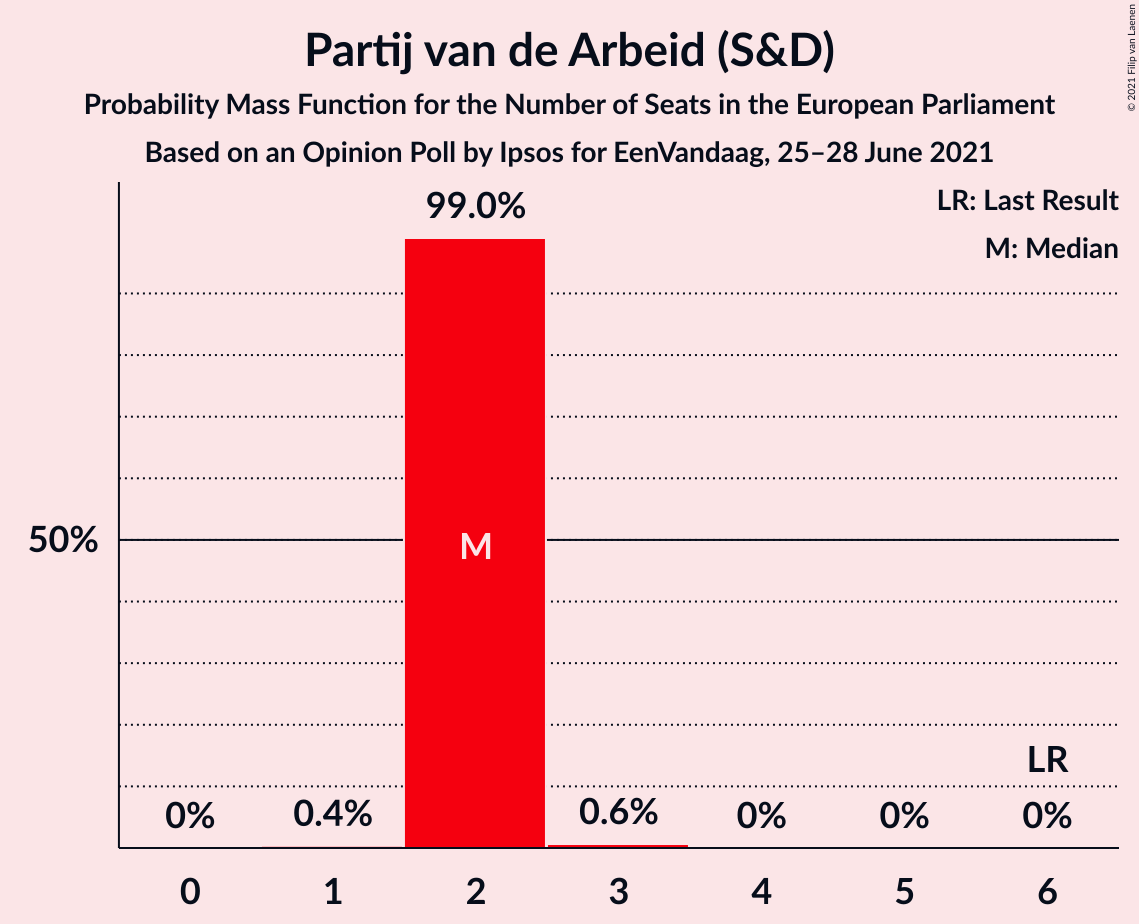 Partij van de Arbeid (S&D)
Probability Mass Function for the Number of Seats in the European Parliament
Based on an Opinion Poll by Ipsos for EenVandaag, 25–28 June 2021
© 2021 Filip van Laenen
LR: Last Result
M: Median
99.0%
50%
M
LR
0%
0.4%
0.6%
0%
0%
0%
0
1
2
3
4
5
6